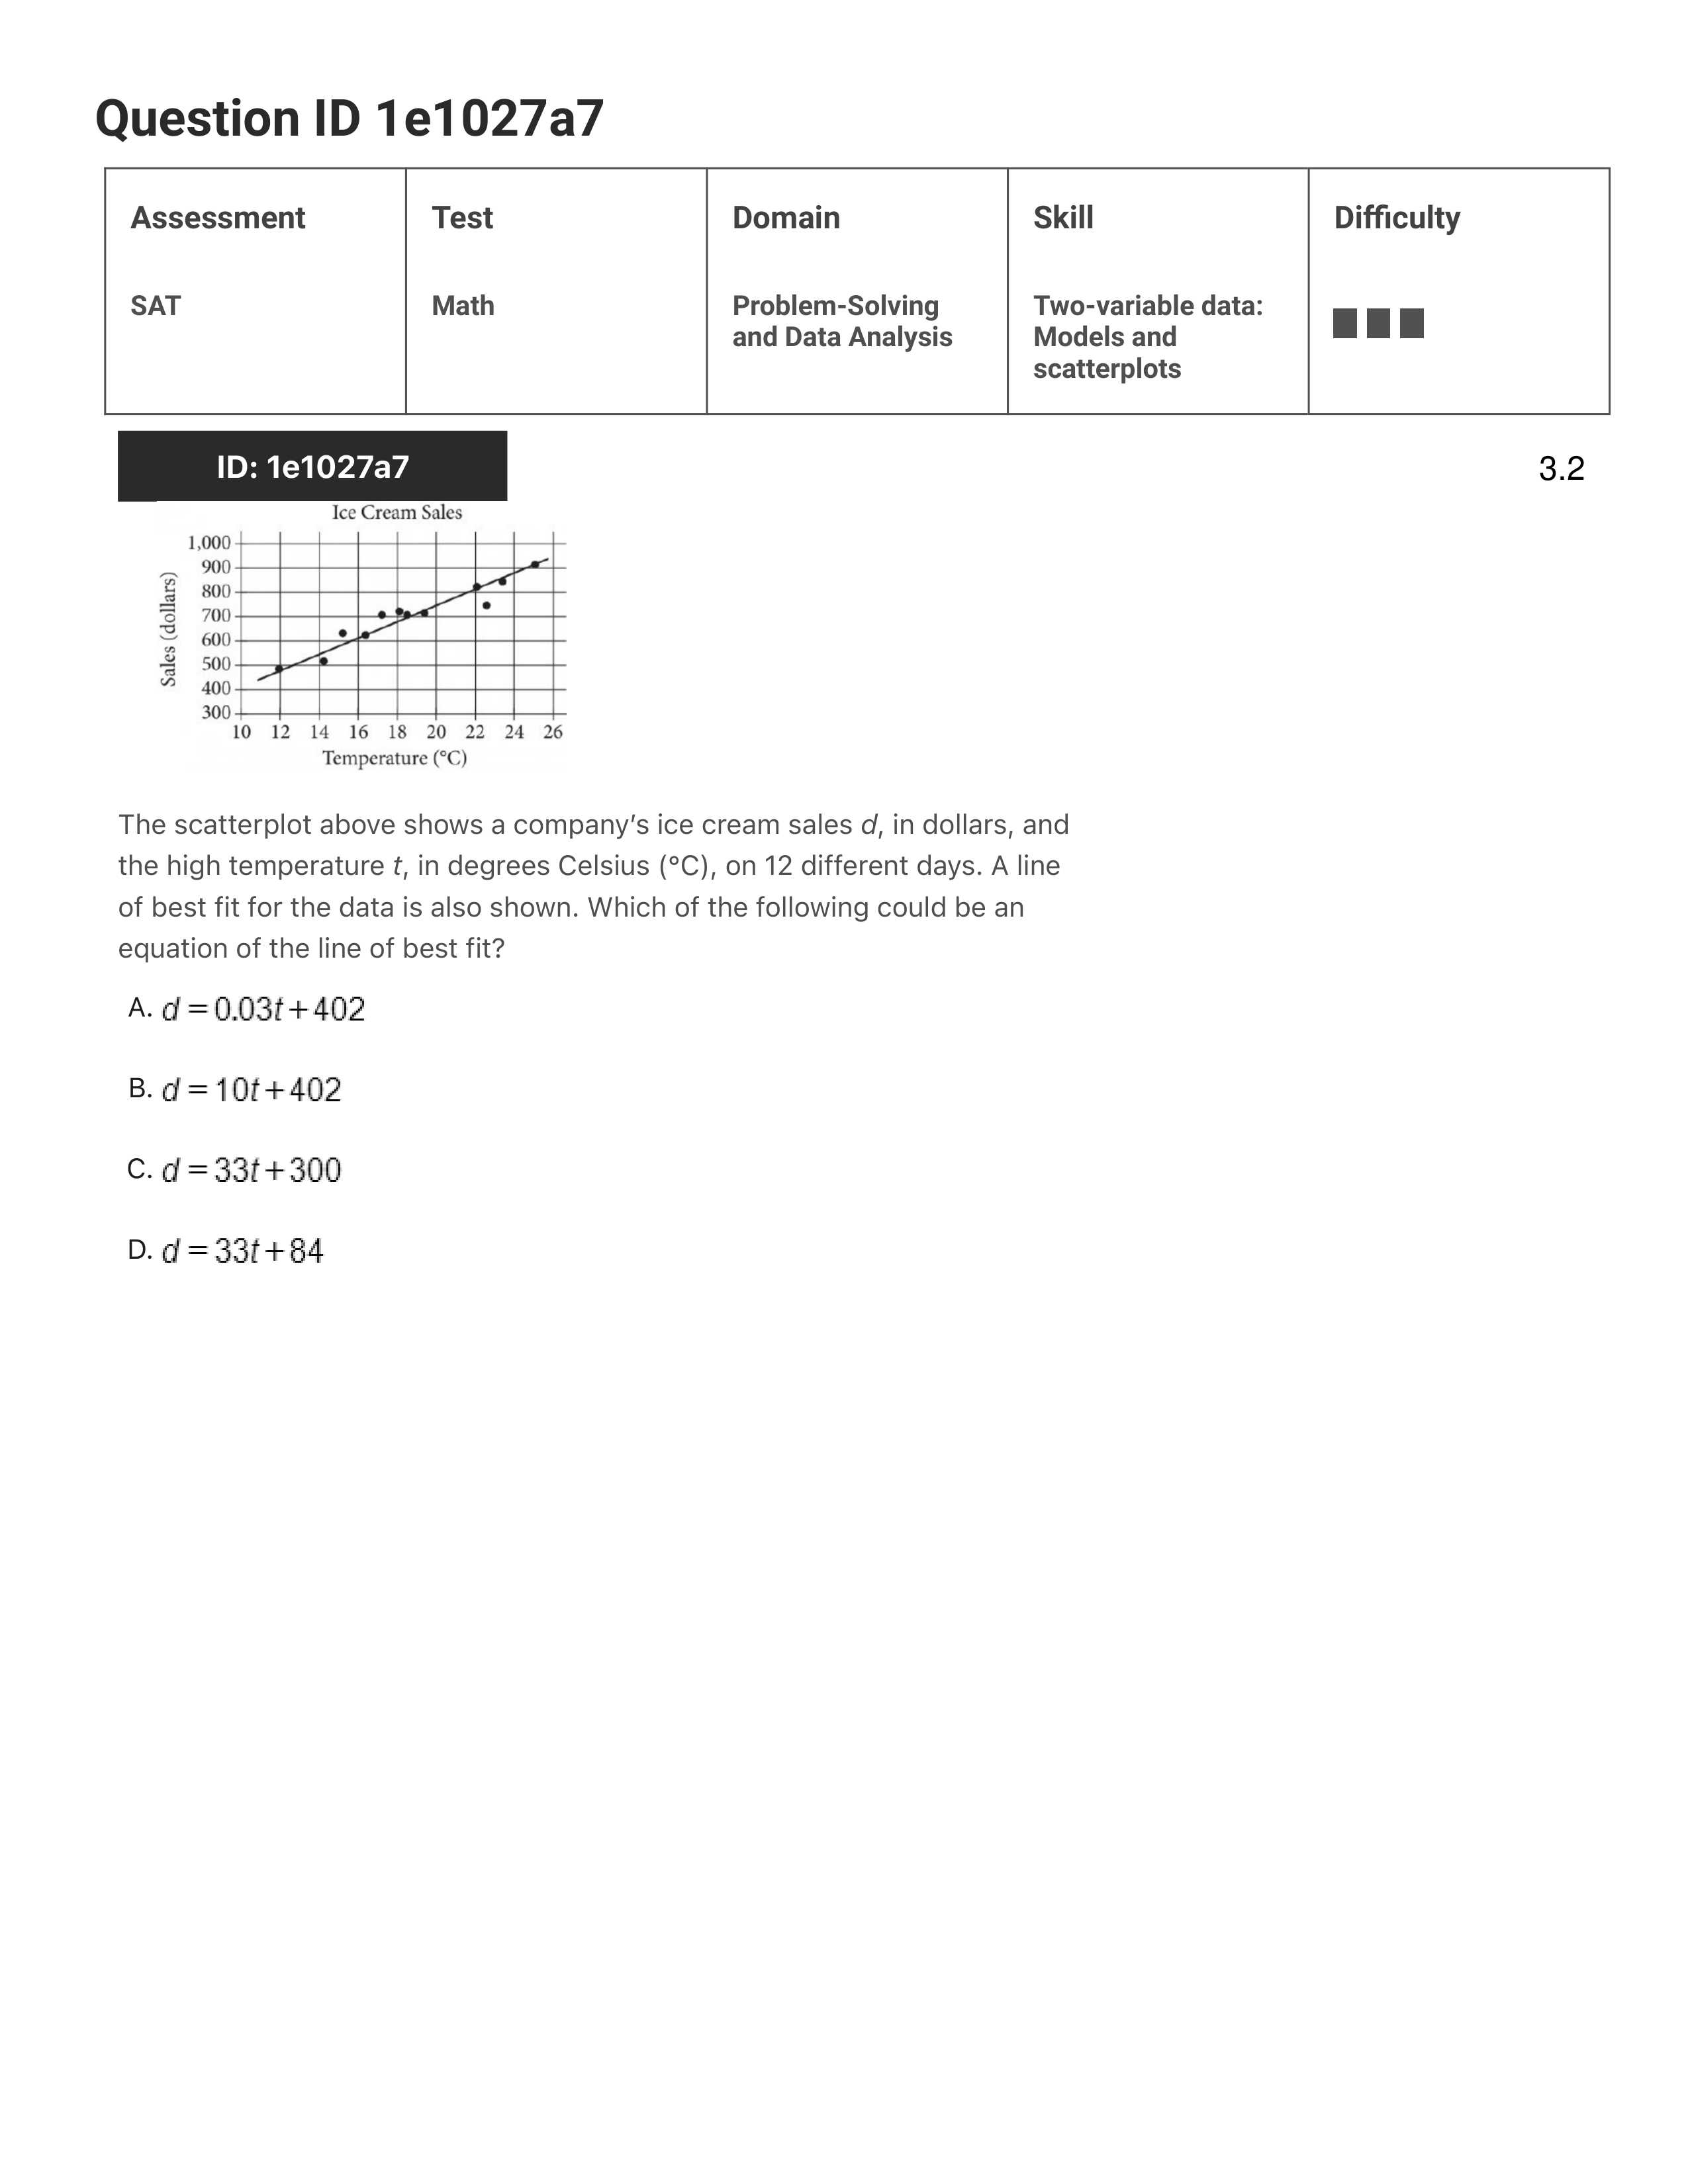 Question ID 1e1027a7
Assessment
Test
Domain
Skill
Difficulty
SAT
Math
Problem-Solving
and Data Analysis
Two-variable data:
Models and
scatterplots
ID: 1e1027a7
3.2
Ice Cream Sales
Sales (dollars)
1,000
900
800
700
600
500
400
300
10 12 14 16 18 20 22 24 26
Temperature (°C)
The scatterplot above shows a company’s ice cream sales d, in dollars, and
the high temperature t, in degrees Celsius (°C), on 12 different days. A line
of best fit for the data is also shown. Which of the following could be an
equation of the line of best fit?
A. d = 0.03t + 402
B. d = 10t + 402
C. d = 33t + 300
D. d = 33t + 84